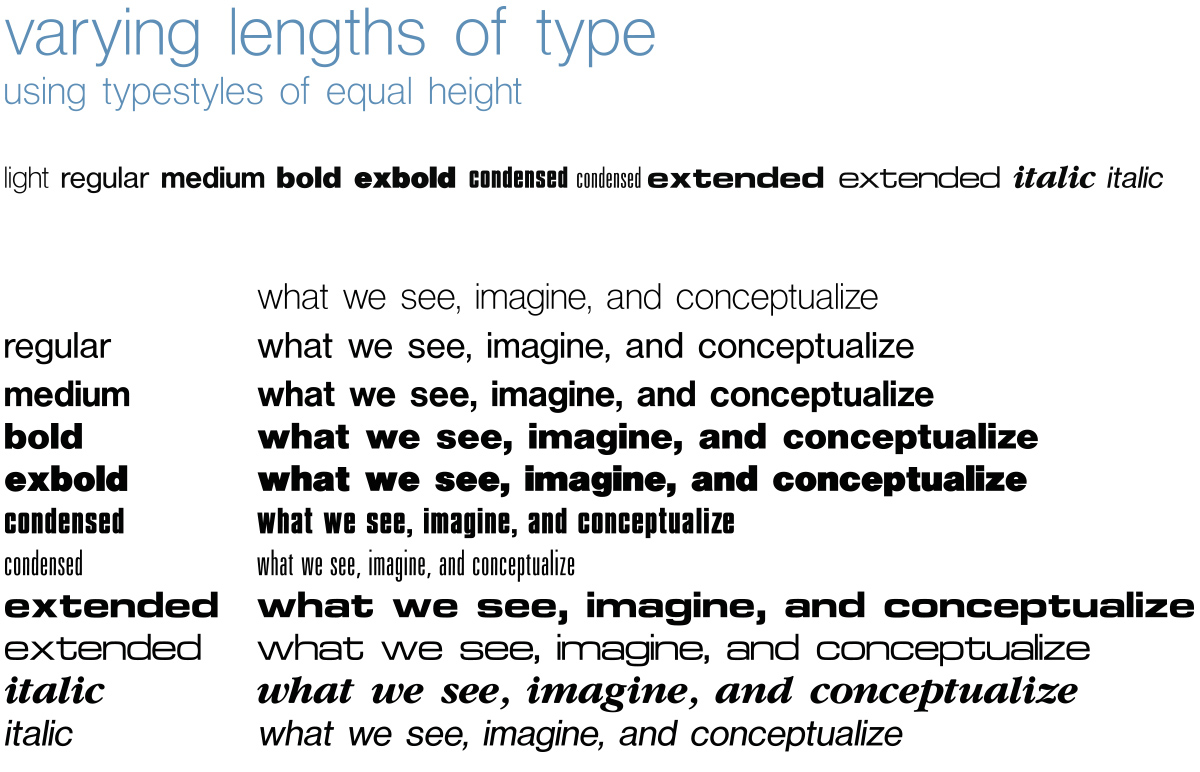 varying lengths of type
using typestyles of equal height
light regular medium bold exbold condensed condensed extended extended italic italic
what we see, imagine, and conceptualize
regular what we see, imagine, and conceptualize
medium what we see, imagine, and conceptualize
bold what we see, imagine, and conceptualize
exbold what we see, imagine, and conceptualize
condensed what we see, imagine, and conceptualize
condensed what we see, imagine, and conceptualize
extended what we see, imagine, and conceptualize
extended what we see, imagine, and conceptualize
italic what we see, imagine, and conceptualize
italic what we see, imagine, and conceptualize